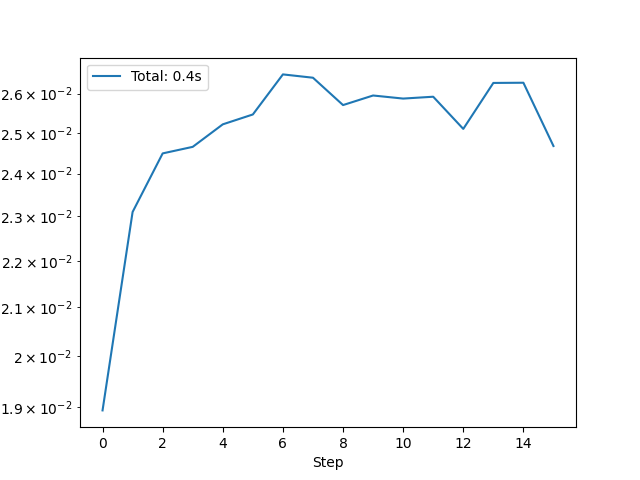 Total: 0.4s
2.6 × 10⁻²
2.5 × 10⁻²
2.4 × 10⁻²
2.3 × 10⁻²
2.2 × 10⁻²
2.1 × 10⁻²
2 × 10⁻²
1.9 × 10⁻²
0 2 4 6 8 10 12 14
Step